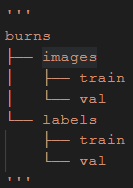 '''
burns
├── images
│   ├── train
│   └── val
└── labels
    ├── train
    └── val
'''